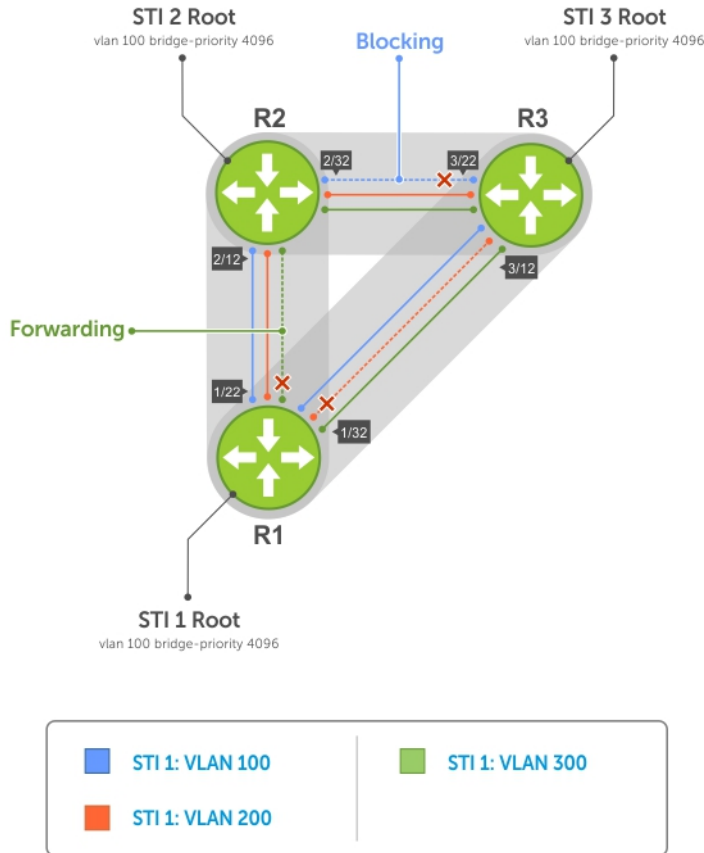 STI 2 Root
vlan 100 bridge-priority 4096
STI 3 Root
vlan 100 bridge-priority 4096
Blocking
R2
R3
2/32
3/22
2/12
3/12
Forwarding
1/22
1/32
R1
STI 1 Root
vlan 100 bridge-priority 4096
STI 1: VLAN 100
STI 1: VLAN 300
STI 1: VLAN 200